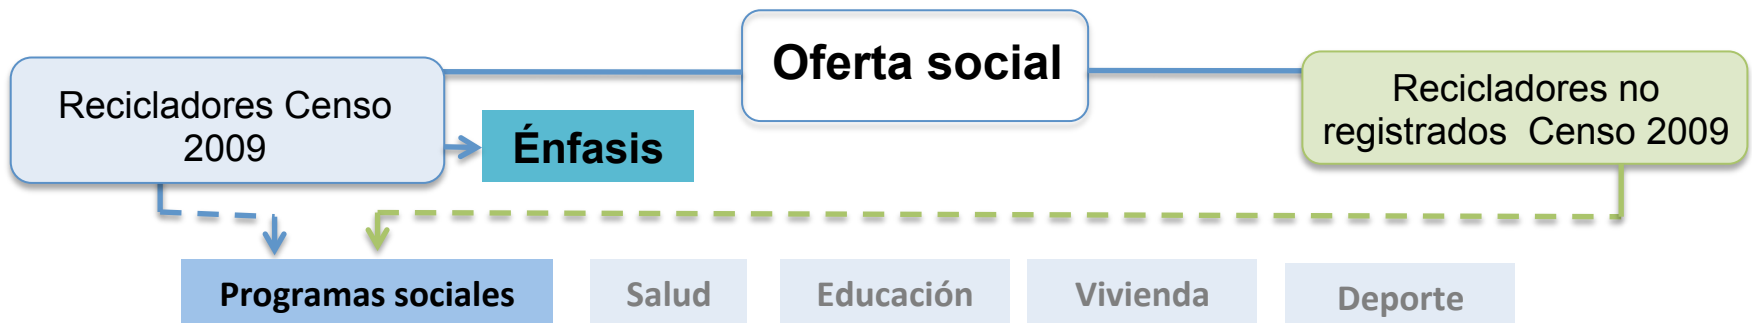 Oferta social
Recicladores Censo
2009
Recicladores no
registrados Censo 2009
Énfasis
Programas sociales
Salud
Educación
Vivienda
Deporte